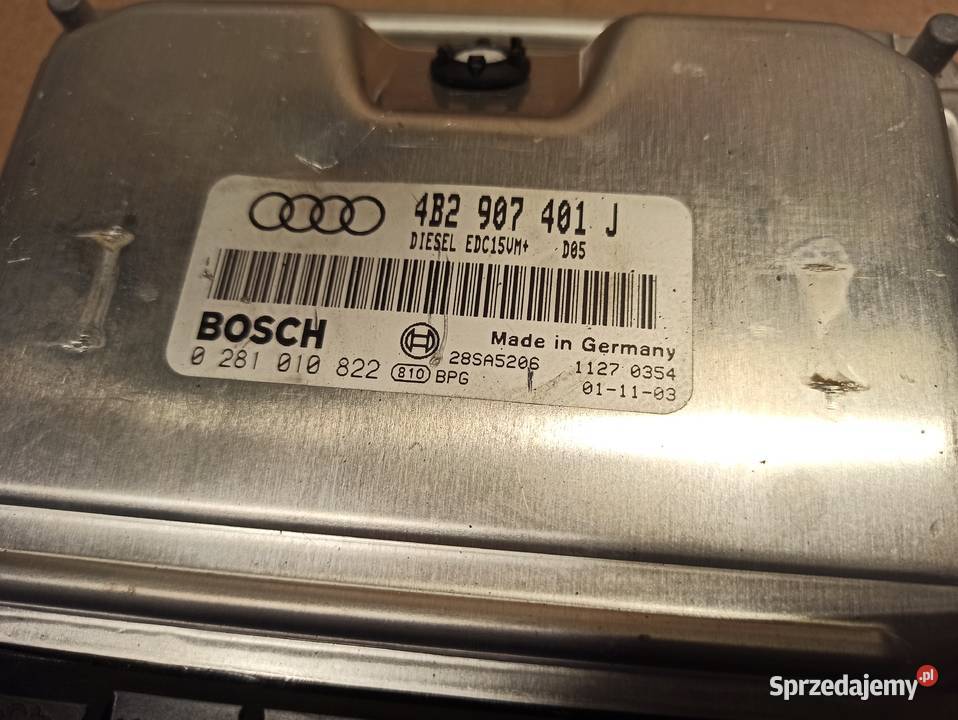 4B2 907 401 J
DIESEL EDC15VM+ D05
BOSCH
Made in Germany
0 281 010 822
810
BPG
28SA5206
1127 0354
01-11-03
Sprzedajemy.pl